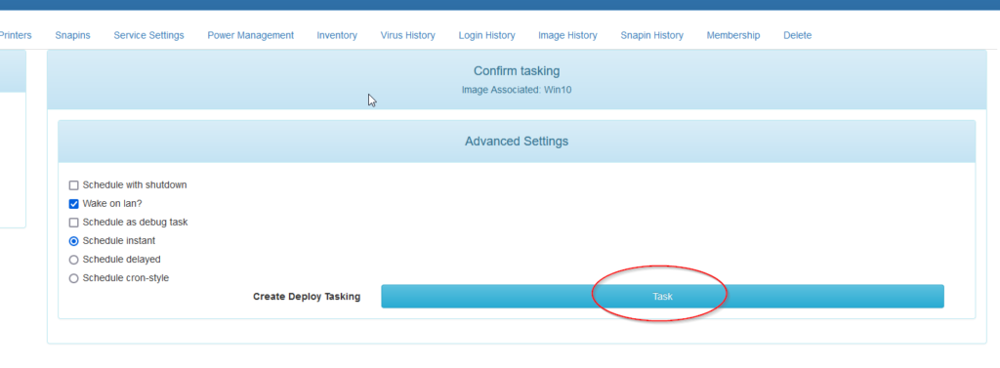 Printers Snapins Service Settings Power Management Inventory Virus History Login History Image History Snapin History Membership Delete
Confirm tasking
Image Associated: Win10
Advanced Settings
Schedule with shutdown
Wake on lan?
Schedule as debug task
Schedule instant
Schedule delayed
Schedule cron-style
Create Deploy Tasking Task